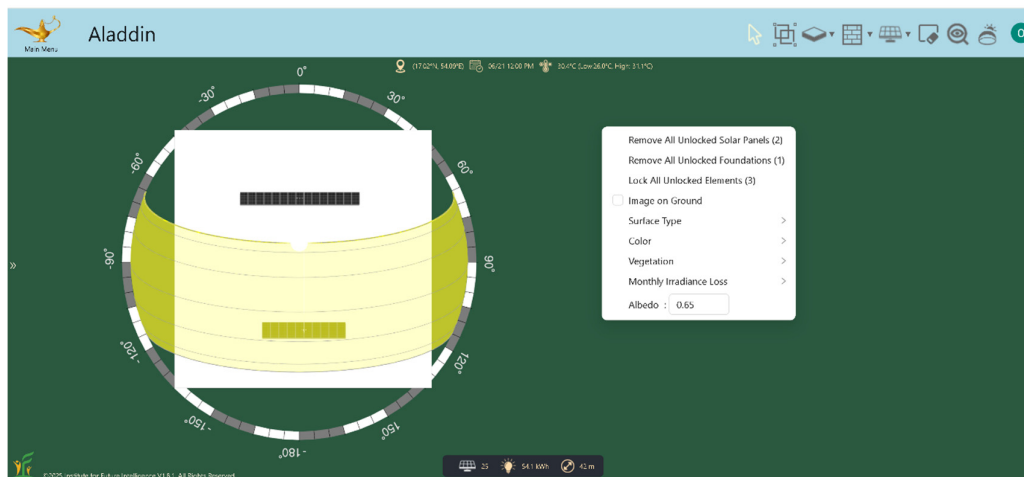 Aladdin
Main Menu
(17.02°N, 54.09°E) 06/21 12:00 PM 30.4°C (Low: 26.0°C, High: 31.1°C)
0°
-30° 30°
-60° 60°
-90° 90°
-120° 120°
-150° 150°
-180°
Remove All Unlocked Solar Panels (2)
Remove All Unlocked Foundations (1)
Lock All Unlocked Elements (3)
Image on Ground
Surface Type
Color
Vegetation
Monthly Irradiance Loss
Albedo : 0.65
25 54.1 kWh 42 m
©2025 Institute for Future Intelligence V1.8.1. All Rights Reserved